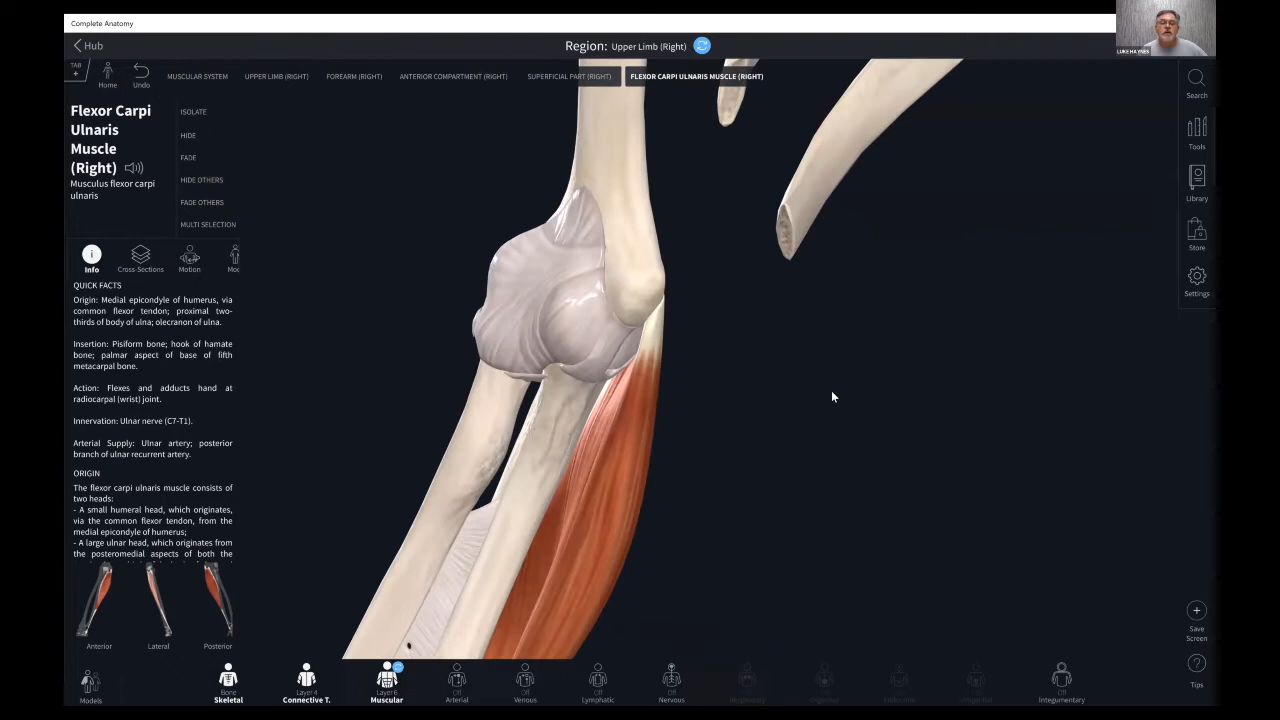 Complete Anatomy
Hub
Region: Upper Limb (Right)
LUKE HAYNES
TAB
+
Home
Undo
MUSCULAR SYSTEM
UPPER LIMB (RIGHT)
FOREARM (RIGHT)
ANTERIOR COMPARTMENT (RIGHT)
SUPERFICIAL PART (RIGHT)
FLEXOR CARPI ULNARIS MUSCLE (RIGHT)
Flexor Carpi
Ulnaris
Muscle
(Right)
Musculus flexor carpi
ulnaris
ISOLATE
HIDE
FADE
HIDE OTHERS
FADE OTHERS
MULTI SELECTION
Info
Cross-Sections
Motion
QUICK FACTS
Origin: Medial epicondyle of humerus, via
common flexor tendon; proximal two-
thirds of body of ulna; olecranon of ulna.
Insertion: Pisiform bone; hook of hamate
bone; palmar aspect of base of fifth
metacarpal bone.
Action: Flexes and adducts hand at
radiocarpal (wrist) joint.
Innervation: Ulnar nerve (C7-T1).
Arterial Supply: Ulnar artery; posterior
branch of ulnar recurrent artery.
ORIGIN
The flexor carpi ulnaris muscle consists of
two heads:
- A small humeral head, which originates,
via the common flexor tendon, from the
medial epicondyle of humerus;
- A large ulnar head, which originates from
the posteromedial aspects of both the
Anterior
Lateral
Posterior
Models
Bone
Skeletal
Layer 4
Connective T.
Layer 6
Muscular
Off
Arterial
Off
Venous
Off
Lymphatic
Off
Nervous
Off
Integumentary
Search
Tools
Library
Store
Settings
Save
Screen
Tips